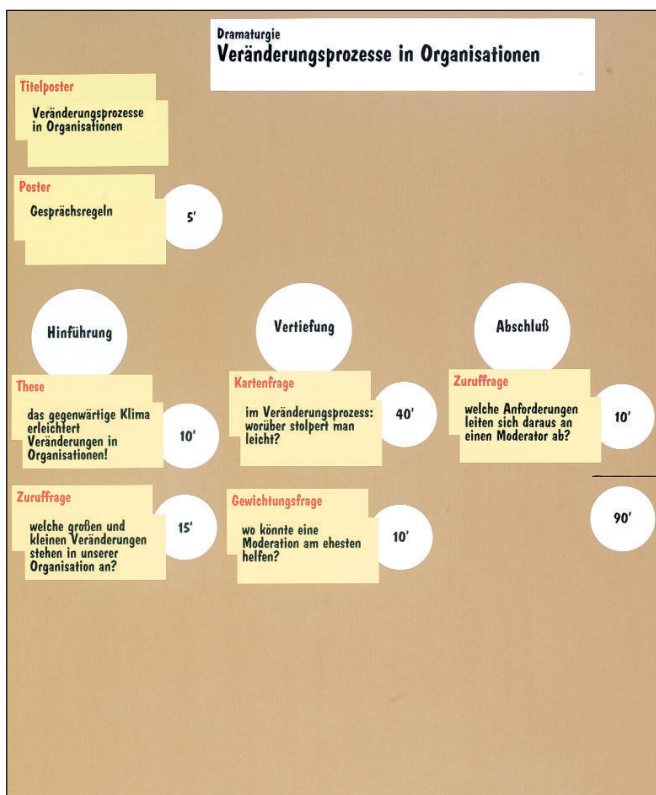 Dramaturgie
Veränderungsprozesse in Organisationen
Titelposter
Veränderungsprozesse
in Organisationen
Poster
Gesprächsregeln
5'
Hinführung
These
das gegenwärtige Klima
erleichtert
Veränderungen in
Organisationen!
10'
Zuruffrage
welche großen und
kleinen Veränderungen
stehen in unserer
Organisation an?
15'
Vertiefung
Kartenfrage
im Veränderungsprozess:
worüber stolpert man
leicht?
40'
Gewichtungsfrage
wo könnte eine
Moderation am ehesten
helfen?
10'
Abschluß
Zuruffrage
welche Anforderungen
leiten sich daraus an
einen Moderator ab?
10'
90'